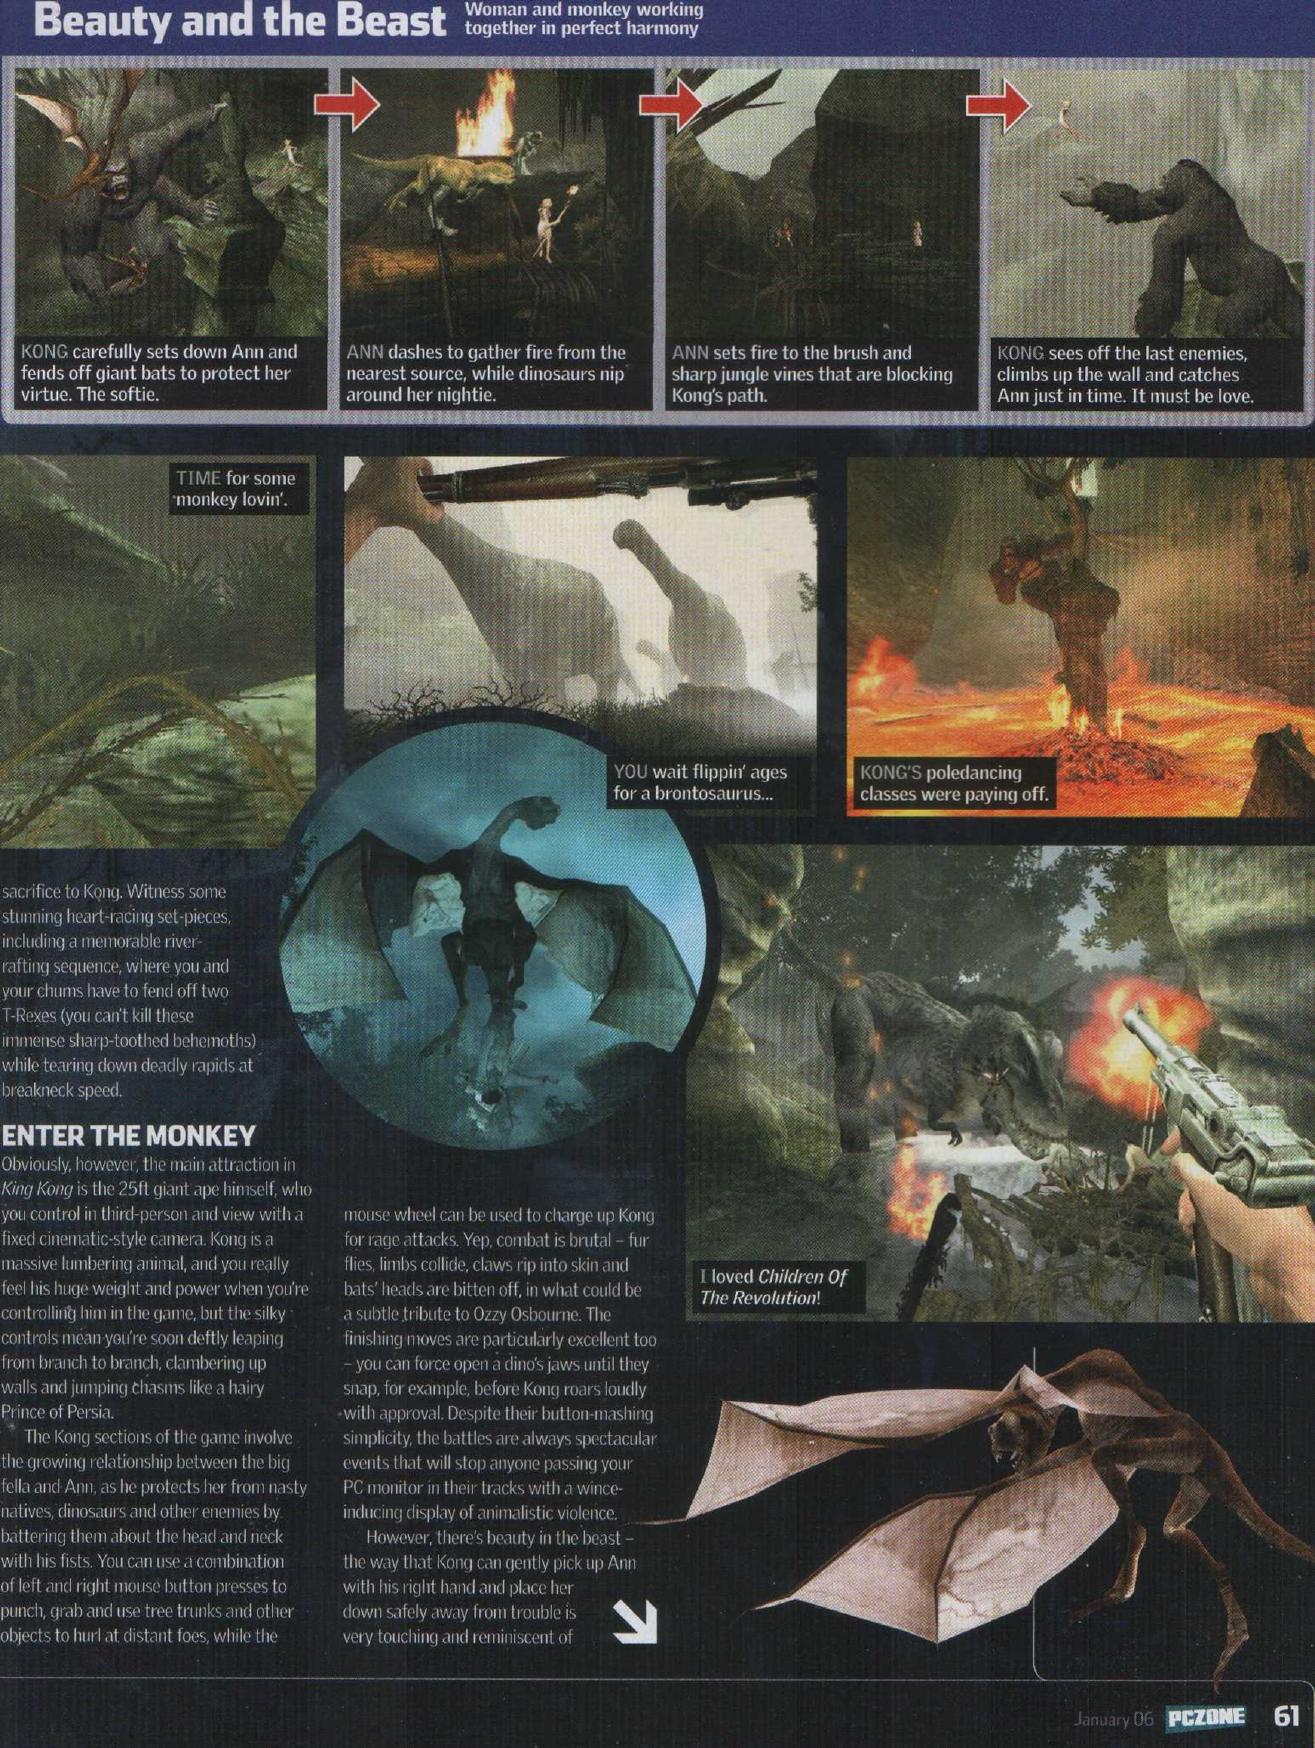 Beauty and the Beast
Woman and monkey working
together in perfect harmony
KONG carefully sets down Ann and
fends off giant bats to protect her
virtue. The softie.
ANN dashes to gather fire from the
nearest source, while dinosaurs nip
around her nightie.
ANN sets fire to the brush and
sharp jungle vines that are blocking
Kong's path.
KONG sees off the last enemies,
climbs up the wall and catches
Ann just in time. It must be love.
TIME for some
monkey lovin'.
YOU wait flippin' ages
for a brontosaurus...
KONG'S poledancing
classes were paying off.
sacrifice to Kong. Witness some
stunning heart-racing set-pieces,
including a memorable river-
rafting sequence, where you and
your chums have to fend off two
T-Rexes (you can't kill these
immense sharp-toothed behemoths)
while tearing down deadly rapids at
breakneck speed.
ENTER THE MONKEY
Obviously, however, the main attraction in
King Kong is the 25ft giant ape himself, who
you control in third-person and view with a
fixed cinematic-style camera. Kong is a
massive lumbering animal, and you really
feel his huge weight and power when you're
controlling him in the game, but the silky
controls mean you're soon deftly leaping
from branch to branch, clambering up
walls and jumping chasms like a hairy
Prince of Persia.
The Kong sections of the game involve
the growing relationship between the big
fella and Ann, as he protects her from nasty
natives, dinosaurs and other enemies by
battering them about the head and neck
with his fists. You can use a combination
of left and right mouse button presses to
punch, grab and use tree trunks and other
objects to hurl at distant foes, while the
mouse wheel can be used to charge up Kong
for rage attacks. Yep, combat is brutal – fur
flies, limbs collide, claws rip into skin and
bats' heads are bitten off, in what could be
a subtle tribute to Ozzy Osbourne. The
finishing moves are particularly excellent too
– you can force open a dino's jaws until they
snap, for example, before Kong roars loudly
with approval. Despite their button-mashing
simplicity, the battles are always spectacular
events that will stop anyone passing your
PC monitor in their tracks with a wince-
inducing display of animalistic violence.
However, there's beauty in the beast –
the way that Kong can gently pick up Ann
with his right hand and place her
down safely away from trouble is
very touching and reminiscent of
I loved Children Of
The Revolution!
January 06 PCZONE 61